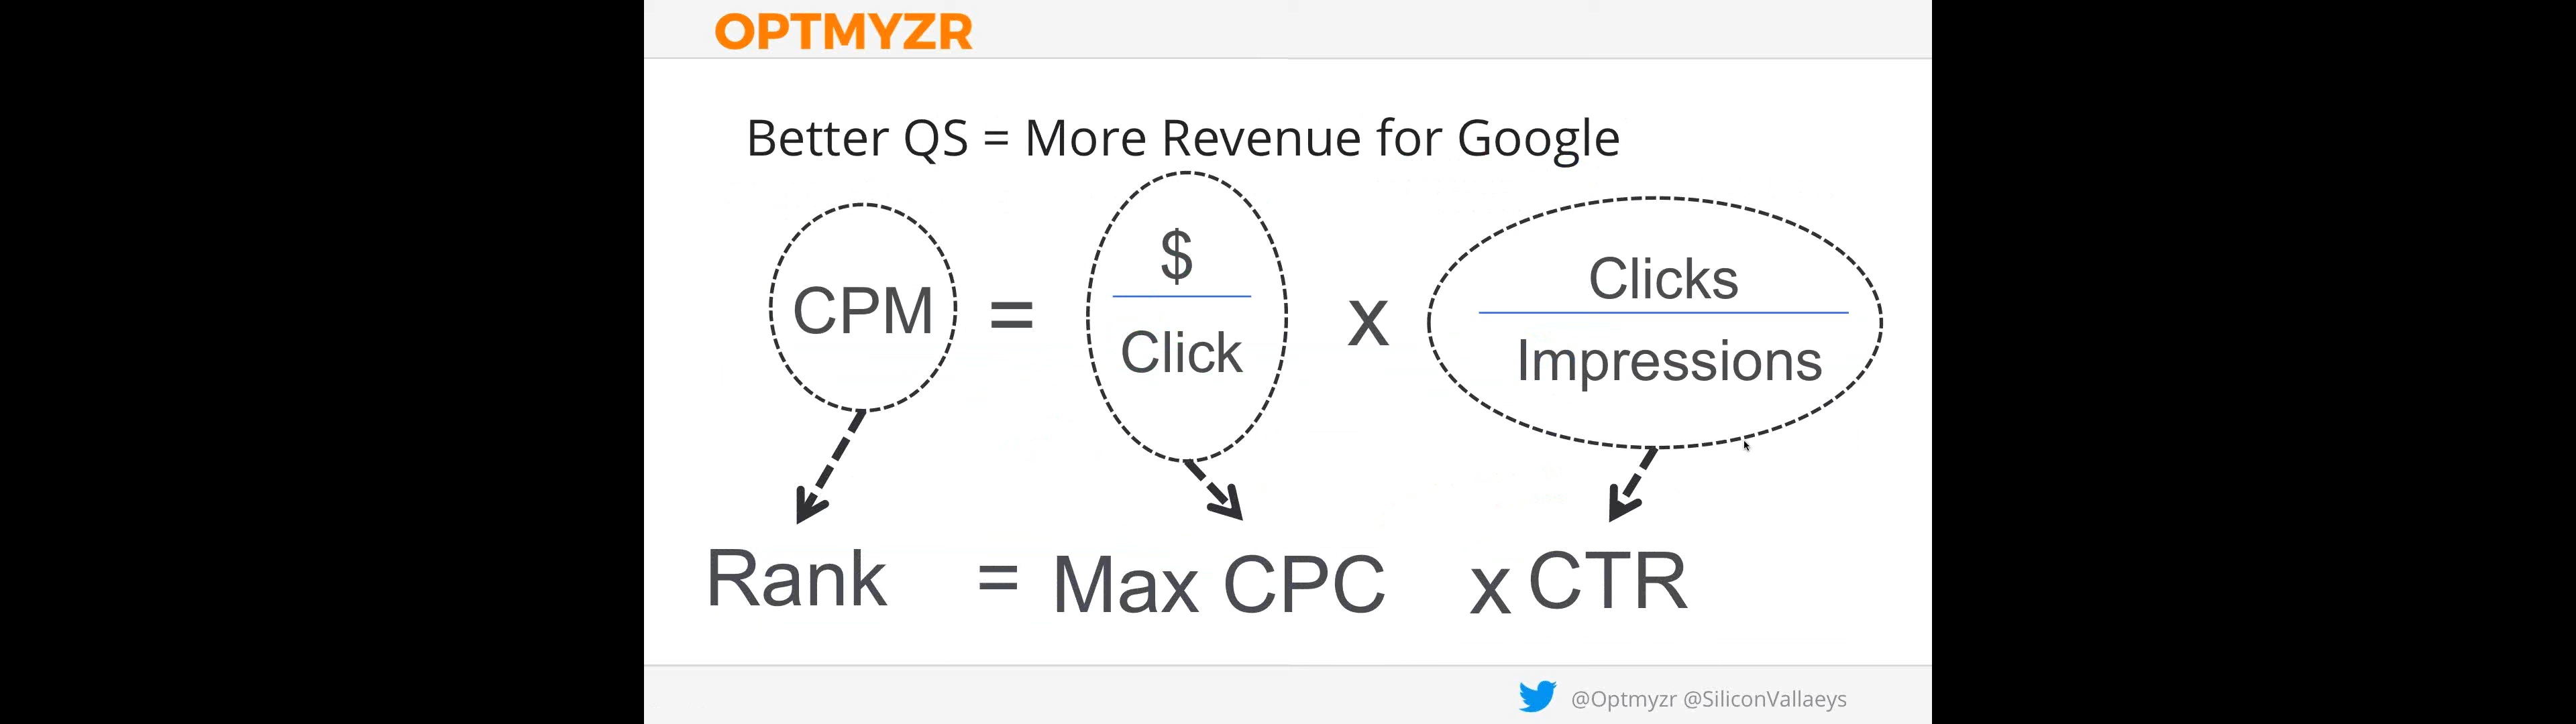 OPTMYZR
Better QS = More Revenue for Google
CPM = $ / Click x Clicks / Impressions
Rank = Max CPC x CTR
@Optmyzr @SiliconVallaeys